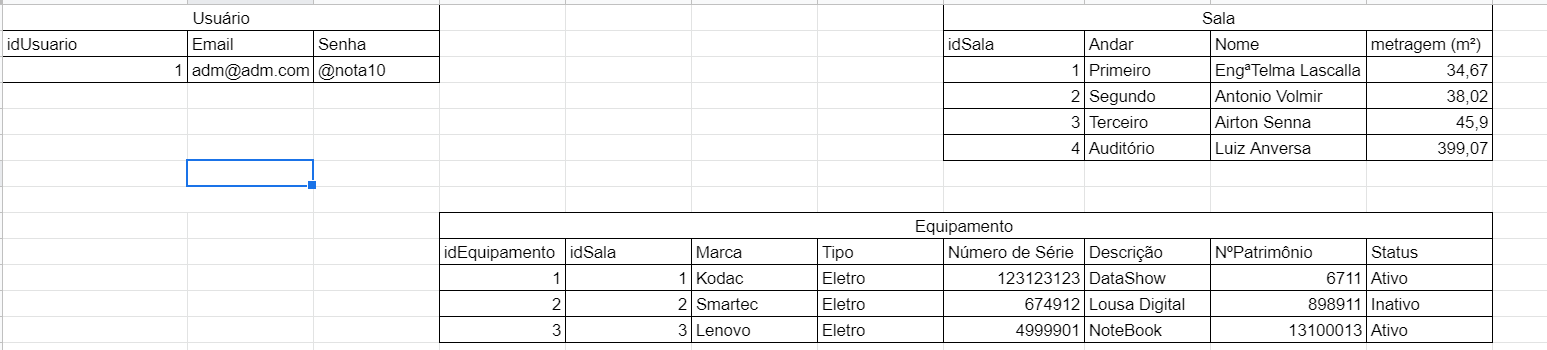 Usuário
idUsuario Email Senha
1 adm@adm.com @nota10
Sala
idSala Andar Nome metragem (m²)
1 Primeiro EngªTelma Lascalla 34,67
2 Segundo Antonio Volmir 38,02
3 Terceiro Airton Senna 45,9
4 Auditório Luiz Anversa 399,07
Equipamento
idEquipamento idSala Marca Tipo Número de Série Descrição NºPatrimônio Status
1 1 Kodac Eletro 123123123 DataShow 6711 Ativo
2 2 Smartec Eletro 674912 Lousa Digital 898911 Inativo
3 3 Lenovo Eletro 4999901 NoteBook 13100013 Ativo